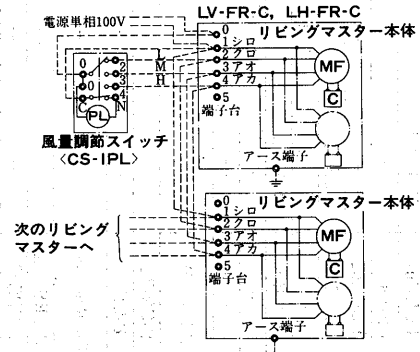 LV-FR-C, LH-FR-C
電源単相100V
リビングマスター本体
0
1 シロ
2 クロ
3 アオ
4 アカ
5
端子台
MF
C
アース端子
L
M
H
0
2
0
3
4
C
N
PL
風量調節スイッチ
〈CS-1PL〉
リビングマスター本体
0
1 シロ
2 クロ
3 アオ
4 アカ
5
端子台
MF
C
アース端子
次のリビング
マスターへ